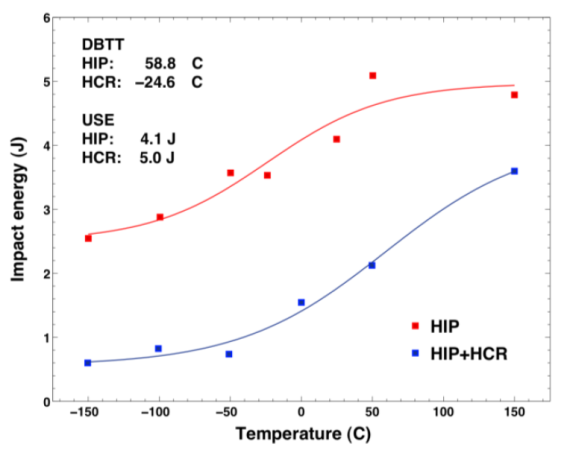 6
5
4
3
2
1
0
Impact energy (J)
DBTT
HIP: 58.8 C
HCR: −24.6 C
USE
HIP: 4.1 J
HCR: 5.0 J
HIP
HIP+HCR
−150 −100 −50 0 50 100 150
Temperature (C)